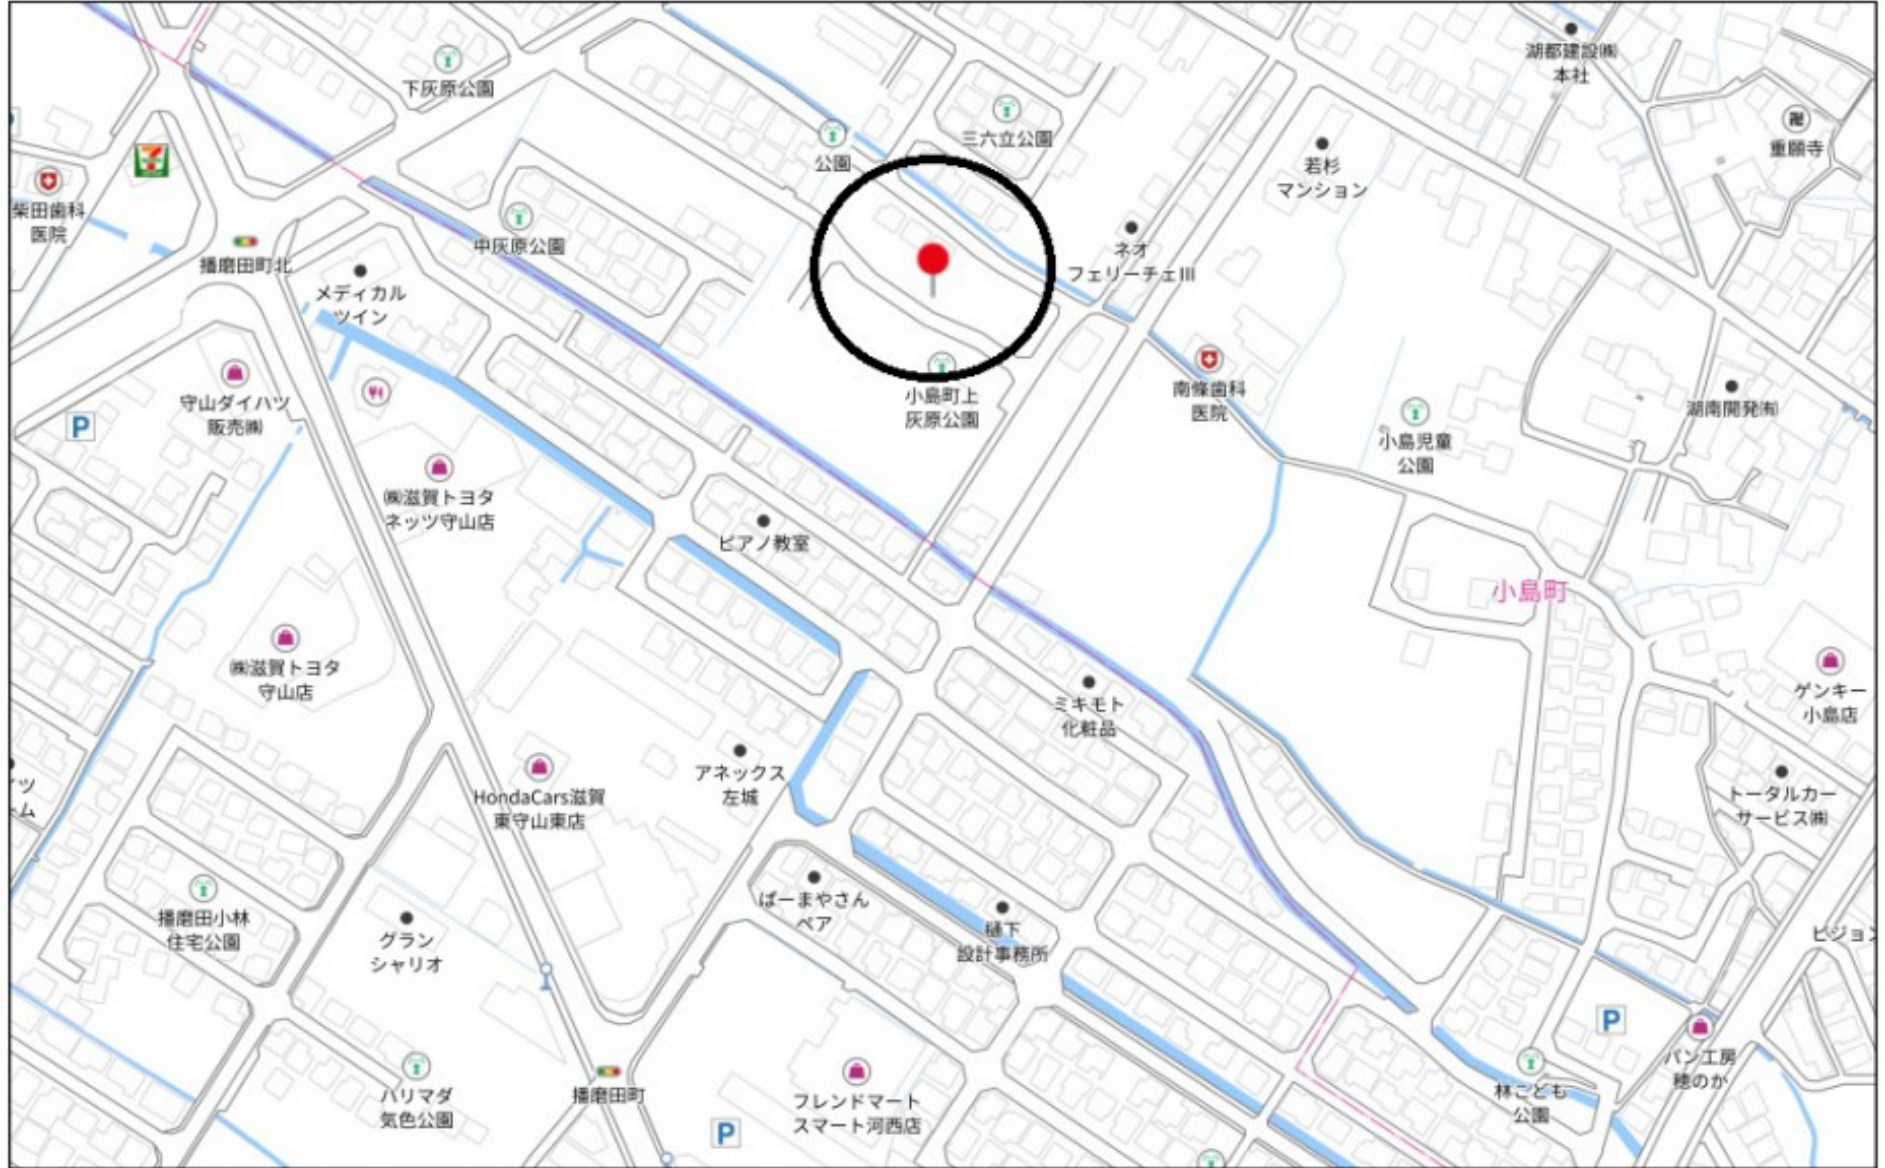 湖都建設㈱
本社
下灰原公園
三六立公園
重願寺
公園
若杉
マンション
柴田歯科
医院
中灰原公園
ネオ
フェリーチェⅢ
播磨田町北
メディカル
ツイン
南條歯科
医院
小島町上
灰原公園
守山ダイハツ
販売㈱
湖南開発㈲
P
小島児童
公園
㈱滋賀トヨタ
ネッツ守山店
ピアノ教室
小島町
㈱滋賀トヨタ
守山店
ミキモト
化粧品
ゲンキー
小島店
アネックス
左城
HondaCars滋賀
東守山東店
トータルカー
サービス㈱
ツ
ム
ぱーまやさん
ペア
播磨田小林
住宅公園
グラン
シャリオ
樋下
設計事務所
ビジョン
P
パン工房
穂のか
ハリマダ
気色公園
播磨田町
フレンドマート
スマート河西店
林こども
公園
P